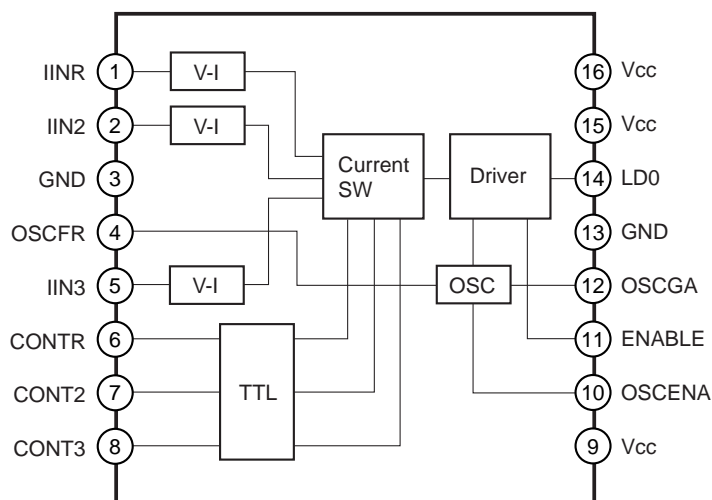 IINR 1 V-I 16 Vcc
IIN2 2 V-I 15 Vcc
GND 3 Current SW Driver 14 LD0
OSCFR 4 13 GND
IIN3 5 V-I OSC 12 OSCGA
CONTR 6 11 ENABLE
CONT2 7 TTL 10 OSCENA
CONT3 8 9 Vcc